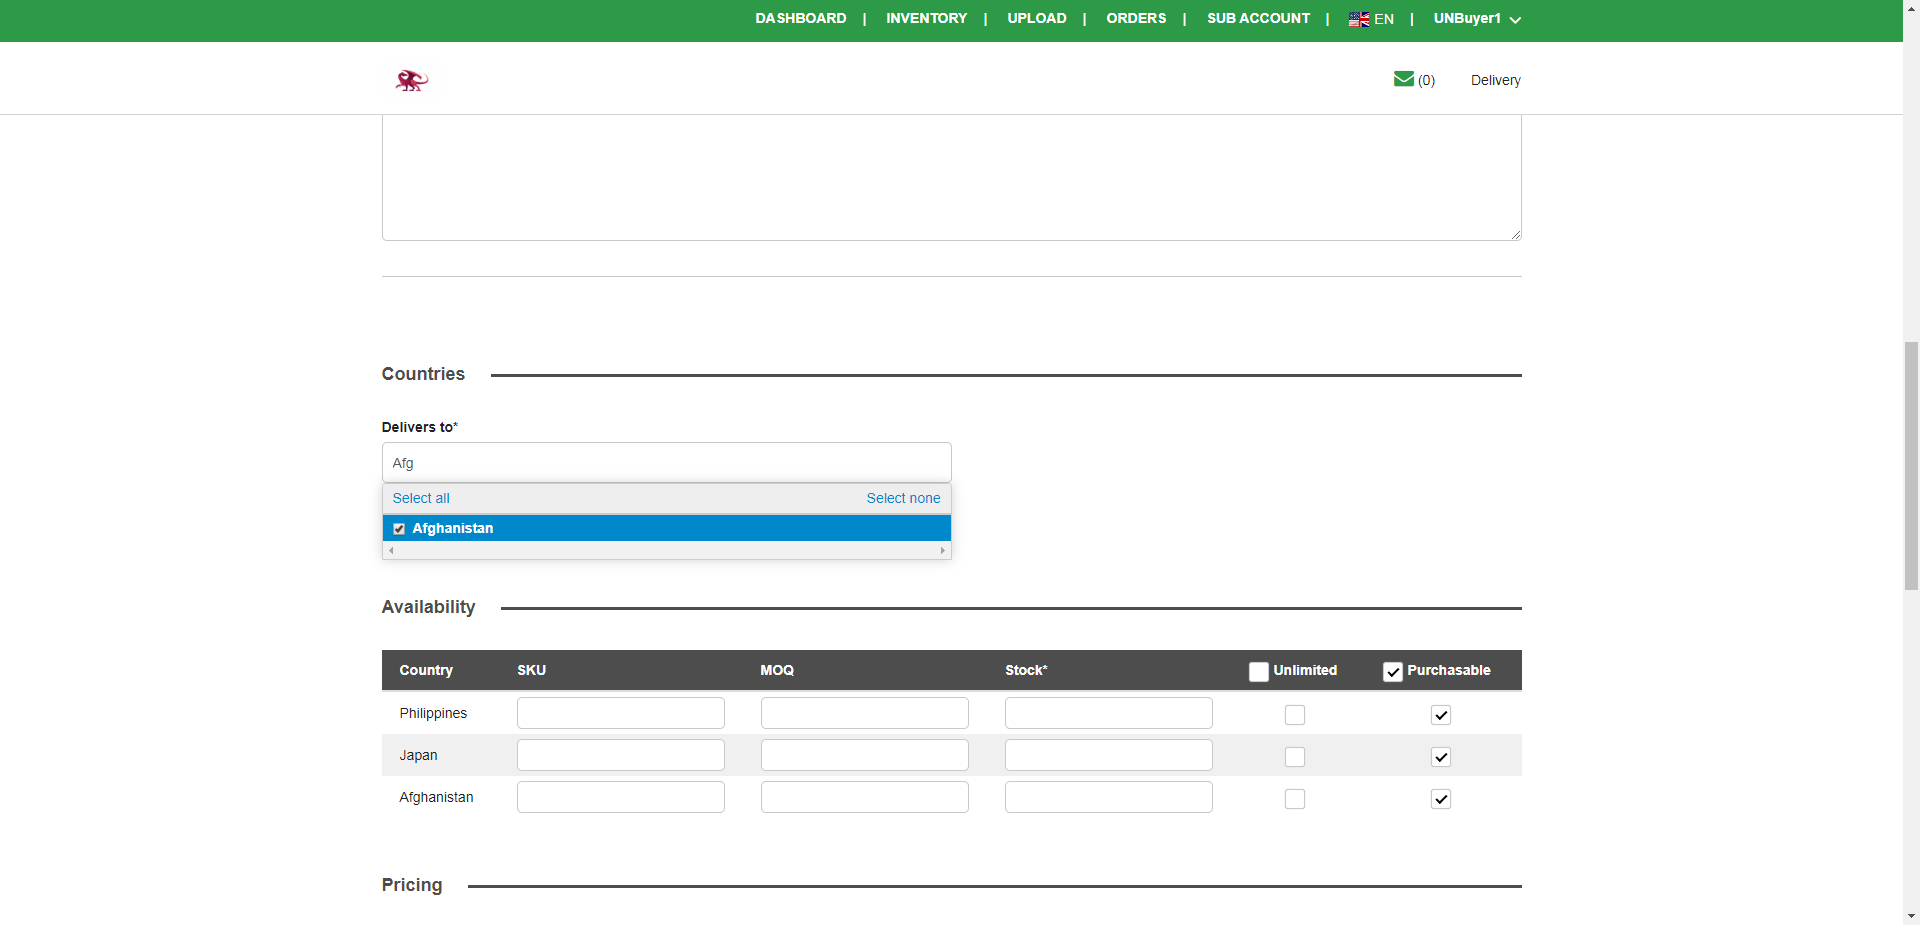 DASHBOARD | INVENTORY | UPLOAD | ORDERS | SUB ACCOUNT | EN | UNBuyer1
(0) Delivery
Countries
Delivers to*
Afg
Select all Select none
Afghanistan
Availability
Country SKU MOQ Stock* Unlimited Purchasable
Philippines
Japan
Afghanistan
Pricing